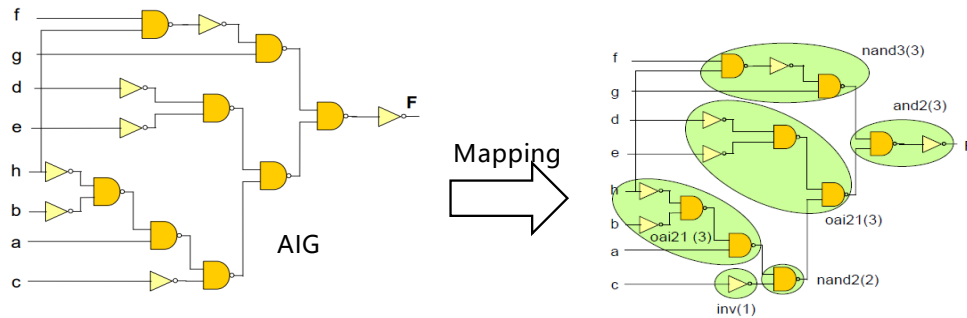 f
g
d
e
h
b
a
c
F
AIG
Mapping
f
g
d
e
h
b
a
c
nand3(3)
and2(3)
oai21(3)
oai21 (3)
nand2(2)
inv(1)
F